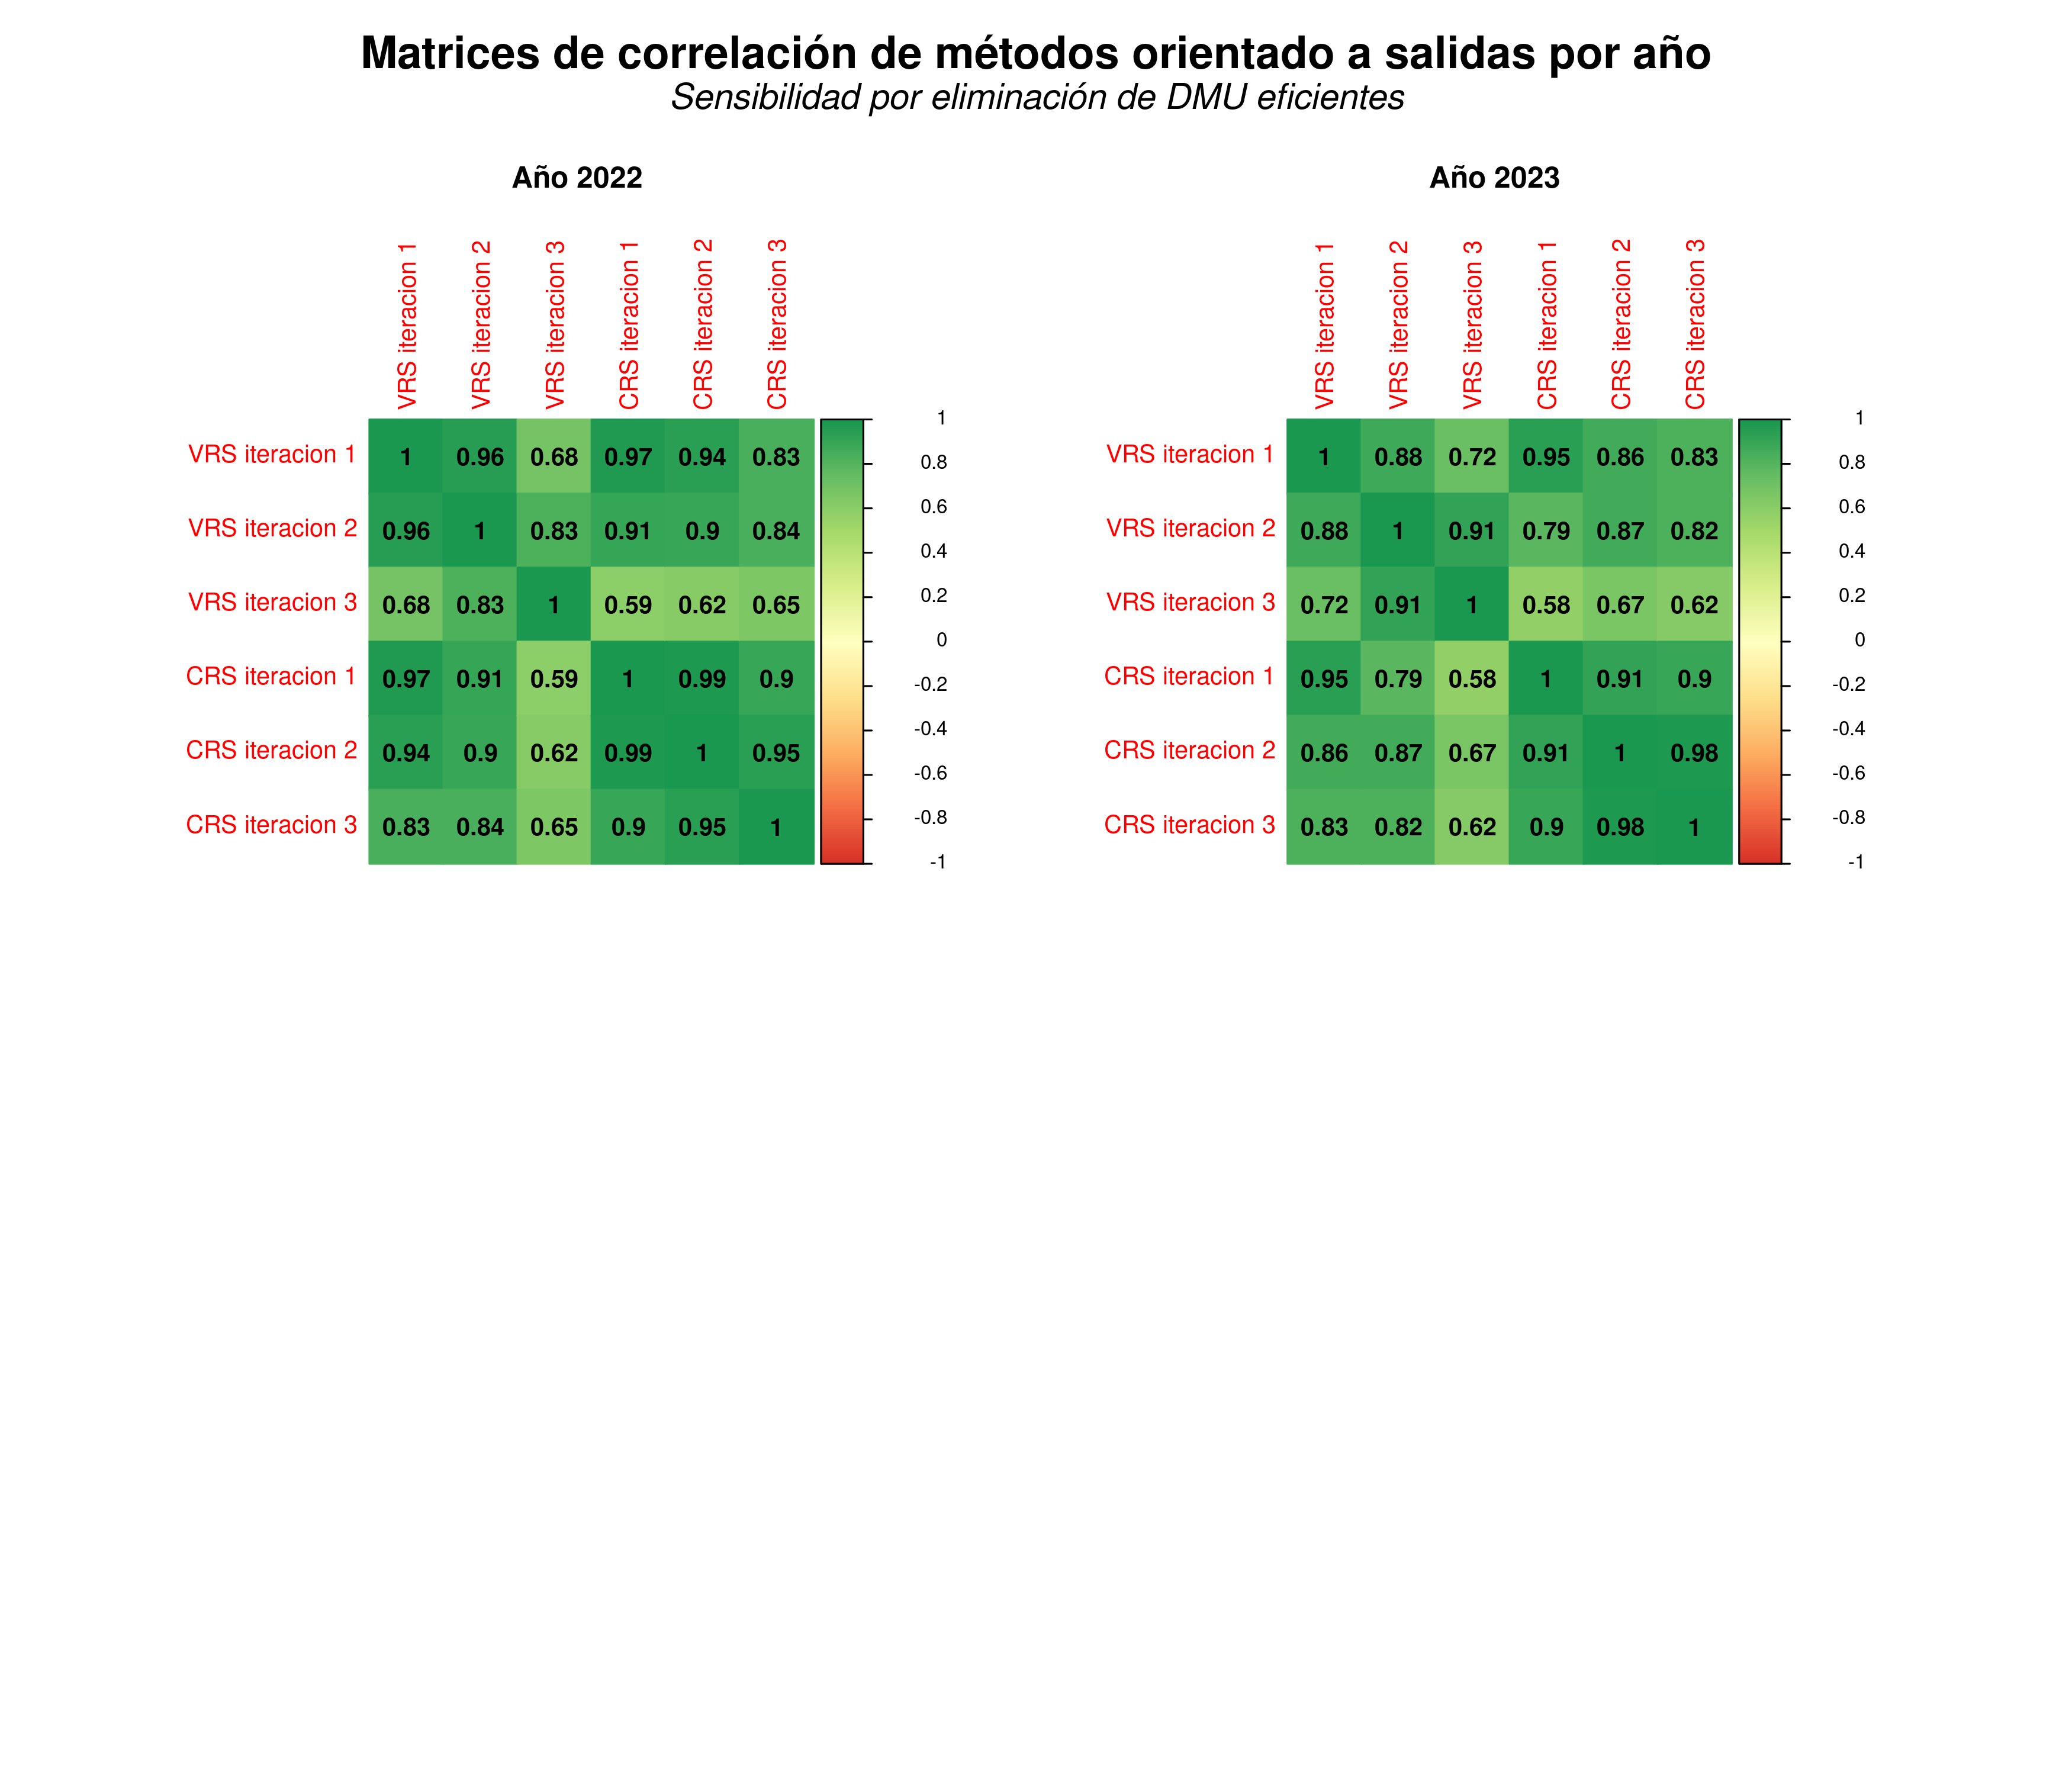 Matrices de correlación de métodos orientado a salidas por año
Sensibilidad por eliminación de DMU eficientes
Año 2022
VRS iteracion 1
VRS iteracion 2
VRS iteracion 3
CRS iteracion 1
CRS iteracion 2
CRS iteracion 3
VRS iteracion 1 1 0.96 0.68 0.97 0.94 0.83
VRS iteracion 2 0.96 1 0.83 0.91 0.9 0.84
VRS iteracion 3 0.68 0.83 1 0.59 0.62 0.65
CRS iteracion 1 0.97 0.91 0.59 1 0.99 0.9
CRS iteracion 2 0.94 0.9 0.62 0.99 1 0.95
CRS iteracion 3 0.83 0.84 0.65 0.9 0.95 1
1
0.8
0.6
0.4
0.2
0
-0.2
-0.4
-0.6
-0.8
-1
Año 2023
VRS iteracion 1
VRS iteracion 2
VRS iteracion 3
CRS iteracion 1
CRS iteracion 2
CRS iteracion 3
VRS iteracion 1 1 0.88 0.72 0.95 0.86 0.83
VRS iteracion 2 0.88 1 0.91 0.79 0.87 0.82
VRS iteracion 3 0.72 0.91 1 0.58 0.67 0.62
CRS iteracion 1 0.95 0.79 0.58 1 0.91 0.9
CRS iteracion 2 0.86 0.87 0.67 0.91 1 0.98
CRS iteracion 3 0.83 0.82 0.62 0.9 0.98 1
1
0.8
0.6
0.4
0.2
0
-0.2
-0.4
-0.6
-0.8
-1